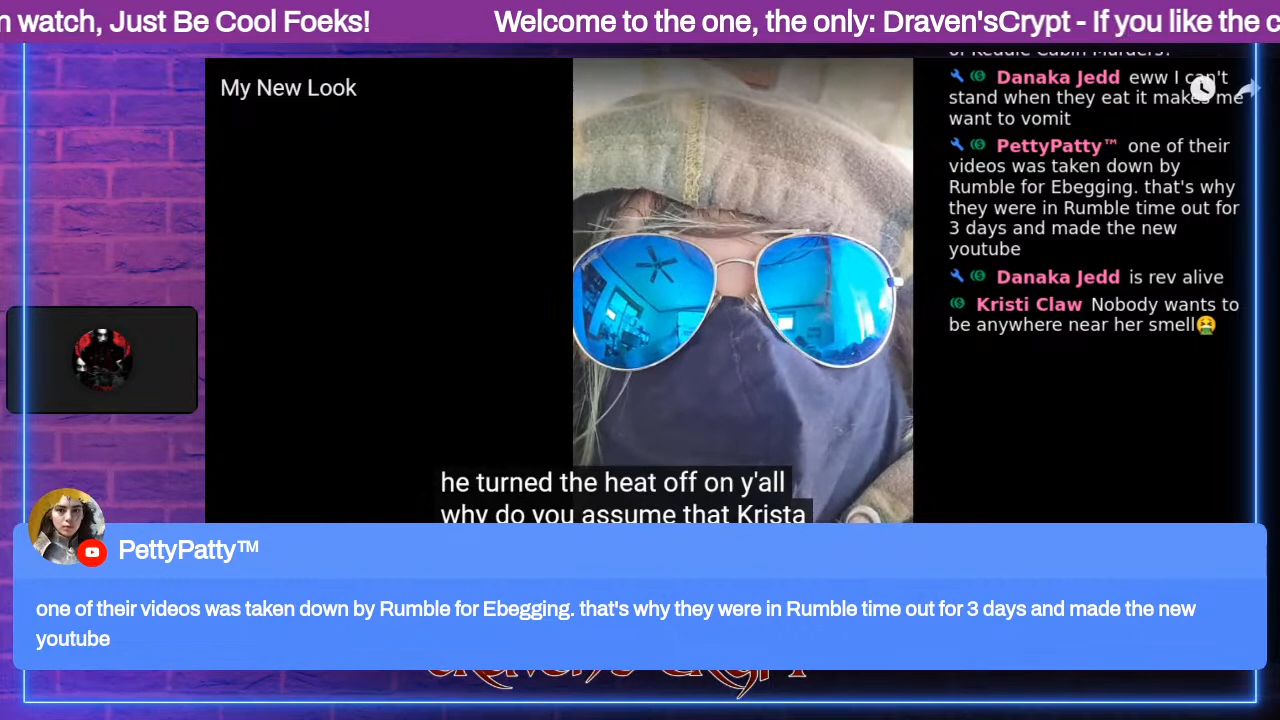 n watch, Just Be Cool Foeks!
Welcome to the one, the only: Draven'sCrypt - If you like the c
My New Look
of Keddie Cabin Murders?
Danaka Jedd eww I can't
stand when they eat it makes me
want to vomit
PettyPatty™ one of their
videos was taken down by
Rumble for Ebegging. that's why
they were in Rumble time out for
3 days and made the new
youtube
Danaka Jedd is rev alive
Kristi Claw Nobody wants to
be anywhere near her smell🤮
he turned the heat off on y'all
why do you assume that Krista
PettyPatty™
one of their videos was taken down by Rumble for Ebegging. that's why they were in Rumble time out for 3 days and made the new
youtube
Draven's Crypt